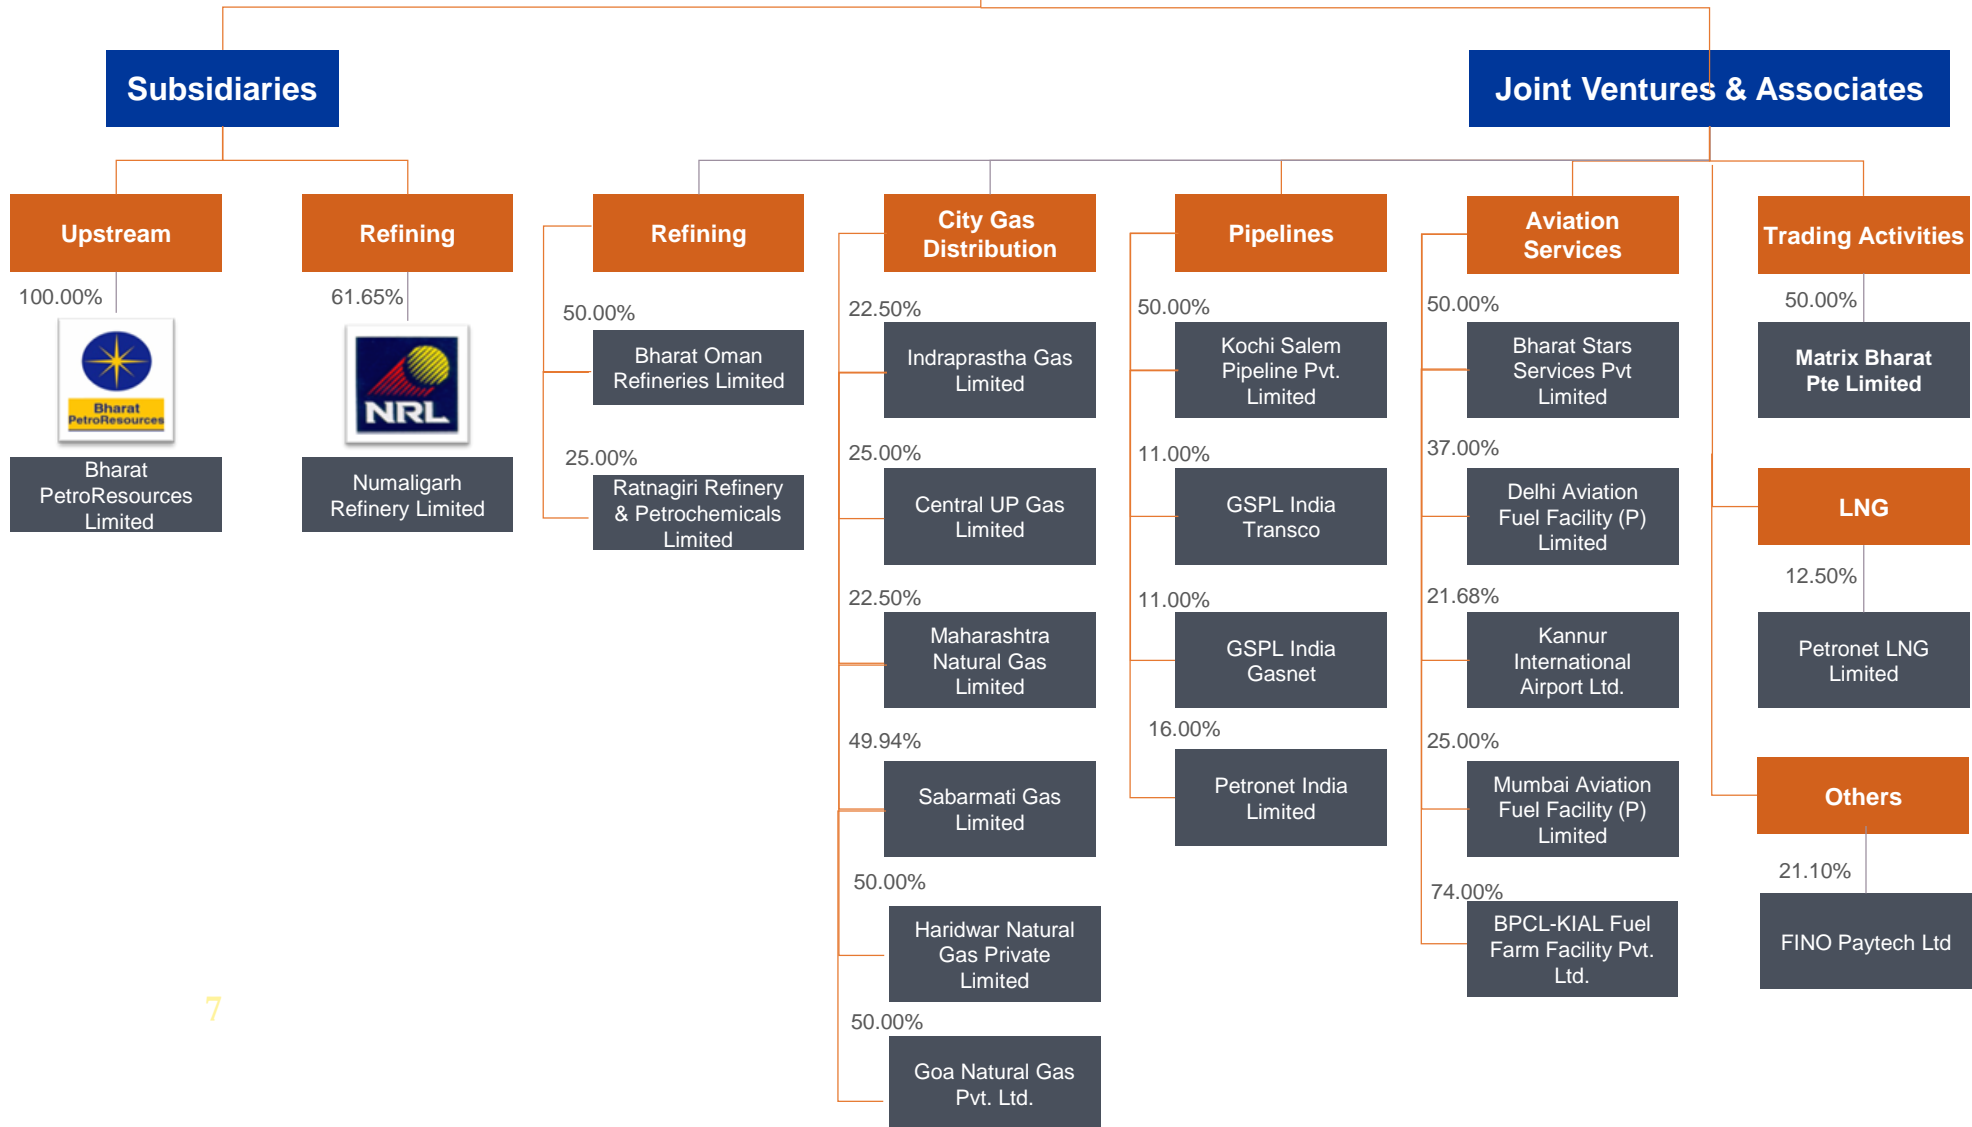 Subsidiaries
Joint Ventures & Associates
Upstream
100.00%
Bharat
PetroResources
Bharat
PetroResources
Limited
Refining
61.65%
NRL
Numaligarh
Refinery Limited
Refining
50.00%
Bharat Oman
Refineries Limited
25.00%
Ratnagiri Refinery
& Petrochemicals
Limited
City Gas
Distribution
22.50%
Indraprastha Gas
Limited
25.00%
Central UP Gas
Limited
22.50%
Maharashtra
Natural Gas
Limited
49.94%
Sabarmati Gas
Limited
50.00%
Haridwar Natural
Gas Private
Limited
50.00%
Goa Natural Gas
Pvt. Ltd.
Pipelines
50.00%
Kochi Salem
Pipeline Pvt.
Limited
11.00%
GSPL India
Transco
11.00%
GSPL India
Gasnet
16.00%
Petronet India
Limited
Aviation
Services
50.00%
Bharat Stars
Services Pvt
Limited
37.00%
Delhi Aviation
Fuel Facility (P)
Limited
21.68%
Kannur
International
Airport Ltd.
25.00%
Mumbai Aviation
Fuel Facility (P)
Limited
74.00%
BPCL-KIAL Fuel
Farm Facility Pvt.
Ltd.
Trading Activities
50.00%
Matrix Bharat
Pte Limited
LNG
12.50%
Petronet LNG
Limited
Others
21.10%
FINO Paytech Ltd
7